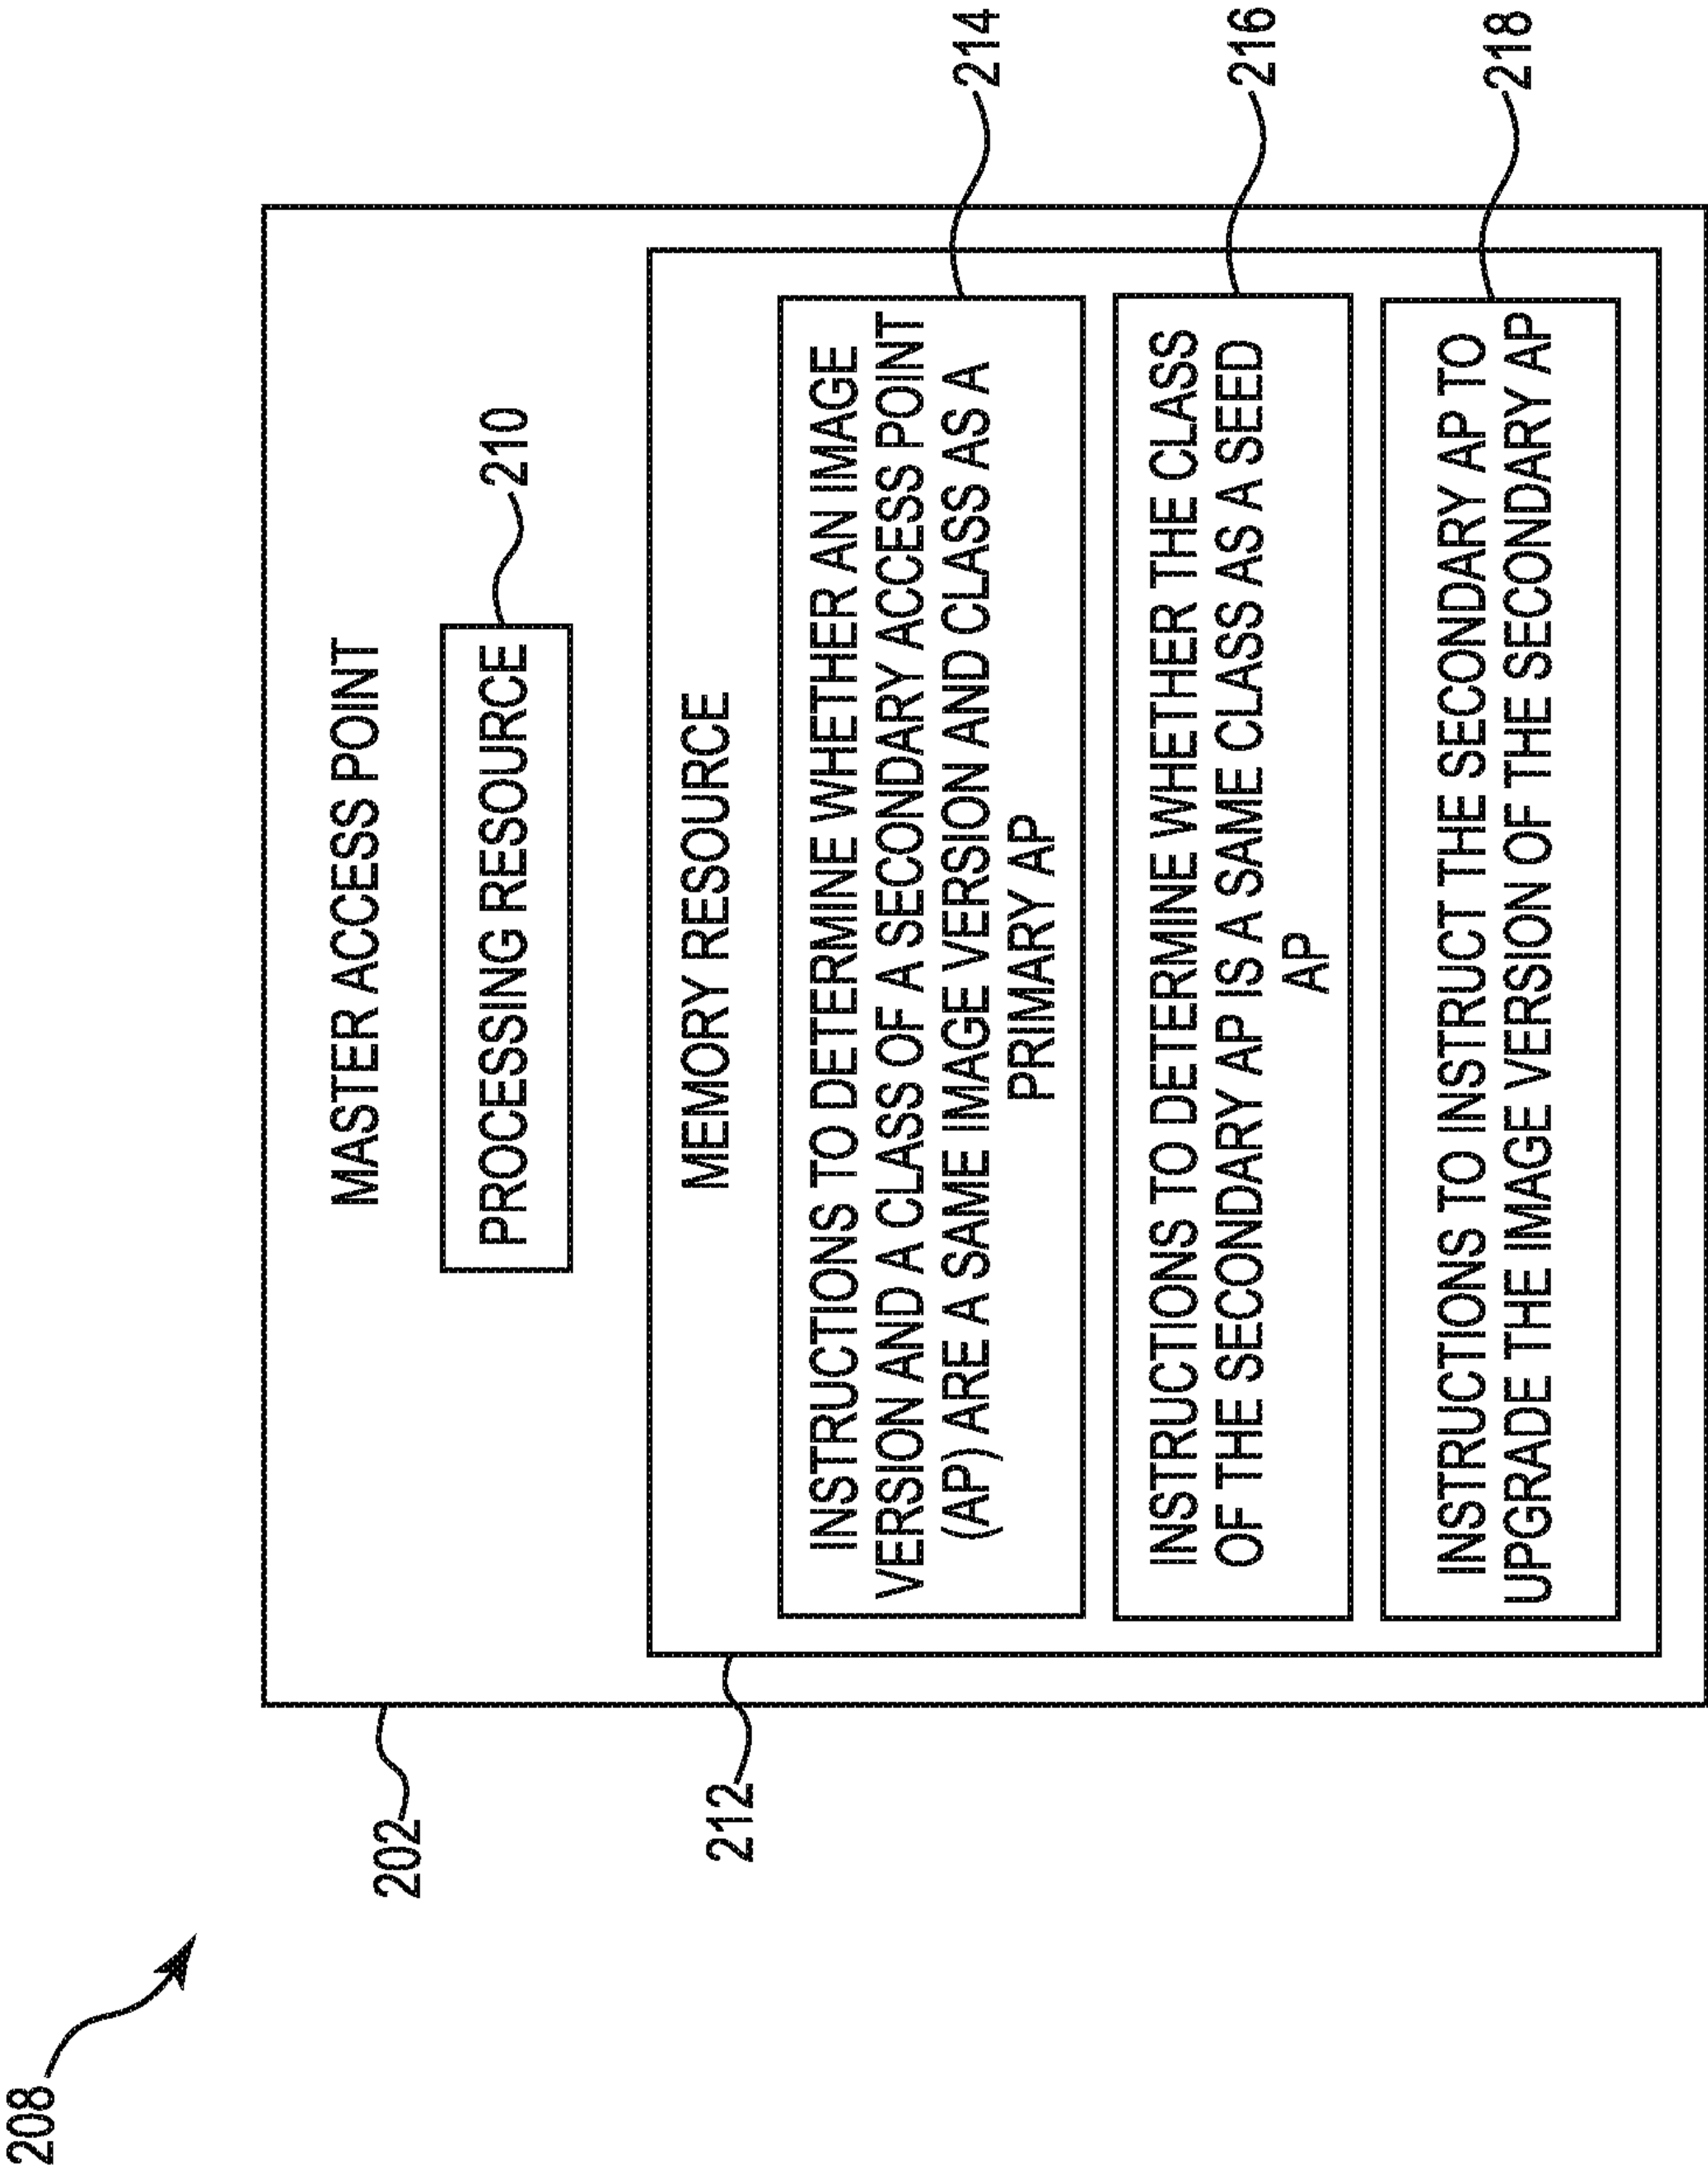 208
202
MASTER ACCESS POINT
PROCESSING RESOURCE
210
212
MEMORY RESOURCE
INSTRUCTIONS TO DETERMINE WHETHER AN IMAGE
VERSION AND A CLASS OF A SECONDARY ACCESS POINT
(AP) ARE A SAME IMAGE VERSION AND CLASS AS A
PRIMARY AP
214
INSTRUCTIONS TO DETERMINE WHETHER THE CLASS
OF THE SECONDARY AP IS A SAME CLASS AS A SEED
AP
216
INSTRUCTIONS TO INSTRUCT THE SECONDARY AP TO
UPGRADE THE IMAGE VERSION OF THE SECONDARY AP
218